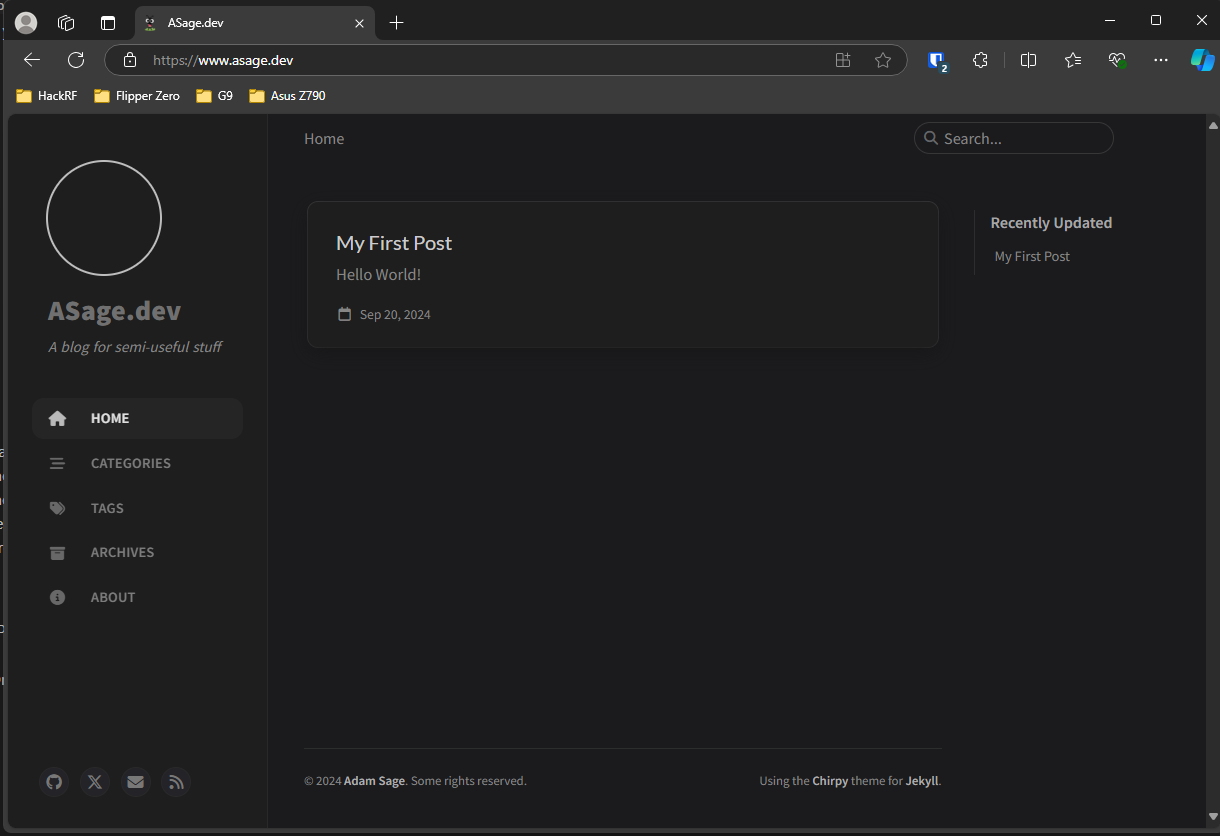 ASage.dev
https://www.asage.dev
2
HackRF
Flipper Zero
G9
Asus Z790
Home
Search...
ASage.dev
A blog for semi-useful stuff
HOME
CATEGORIES
TAGS
ARCHIVES
ABOUT
My First Post
Hello World!
Sep 20, 2024
Recently Updated
My First Post
© 2024 Adam Sage. Some rights reserved.
Using the Chirpy theme for Jekyll.